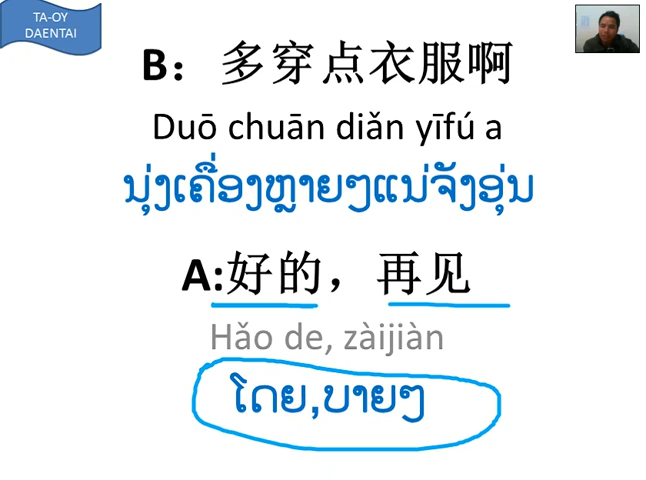 TA-OY
DAENTAI
B：多穿点衣服啊
Duō chuān diǎn yīfú a
ນຸ່ງເຄື່ອງຫຼາຍໆແນ່ຈັ່ງອຸ່ນ
A:好的，再见
Hǎo de, zàijiàn
ໂດຍ,ບາຍໆ